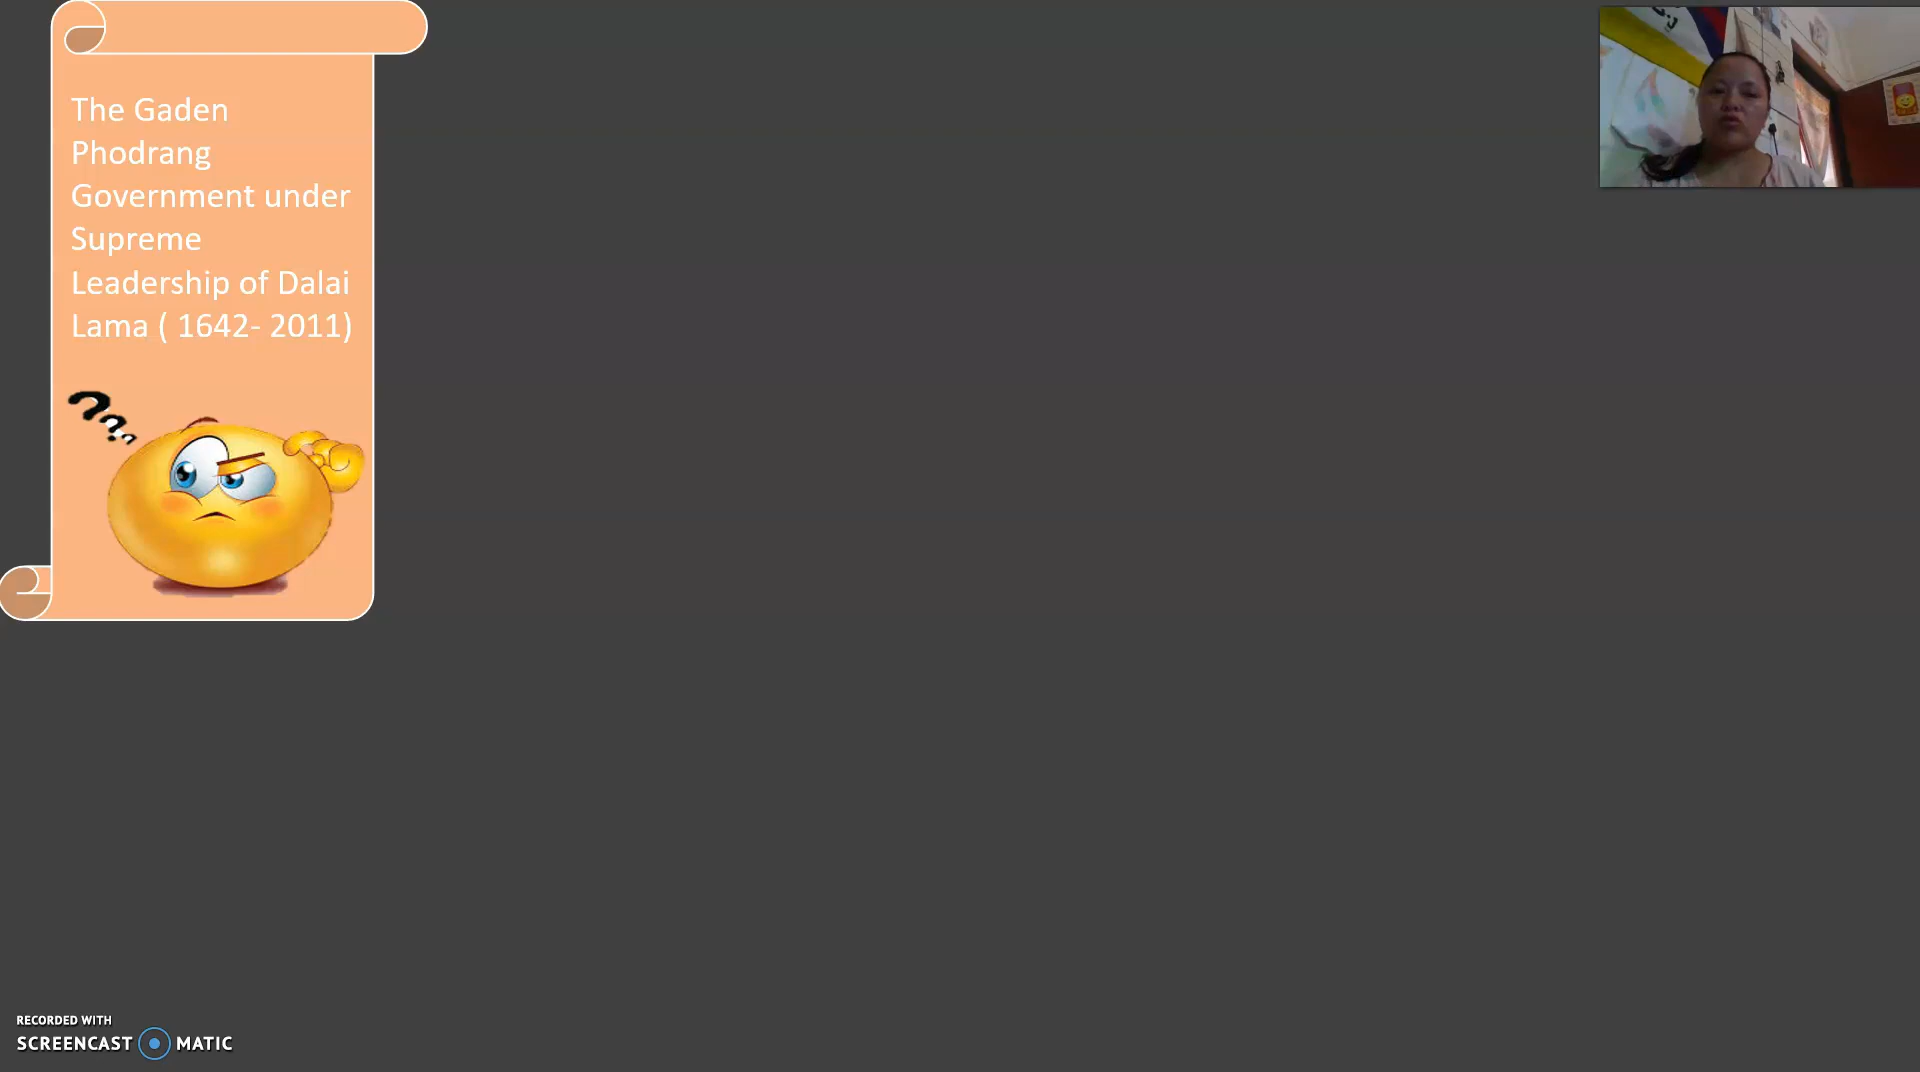 The Gaden
Phodrang
Government under
Supreme
Leadership of Dalai
Lama ( 1642- 2011)
RECORDED WITH
SCREENCAST MATIC